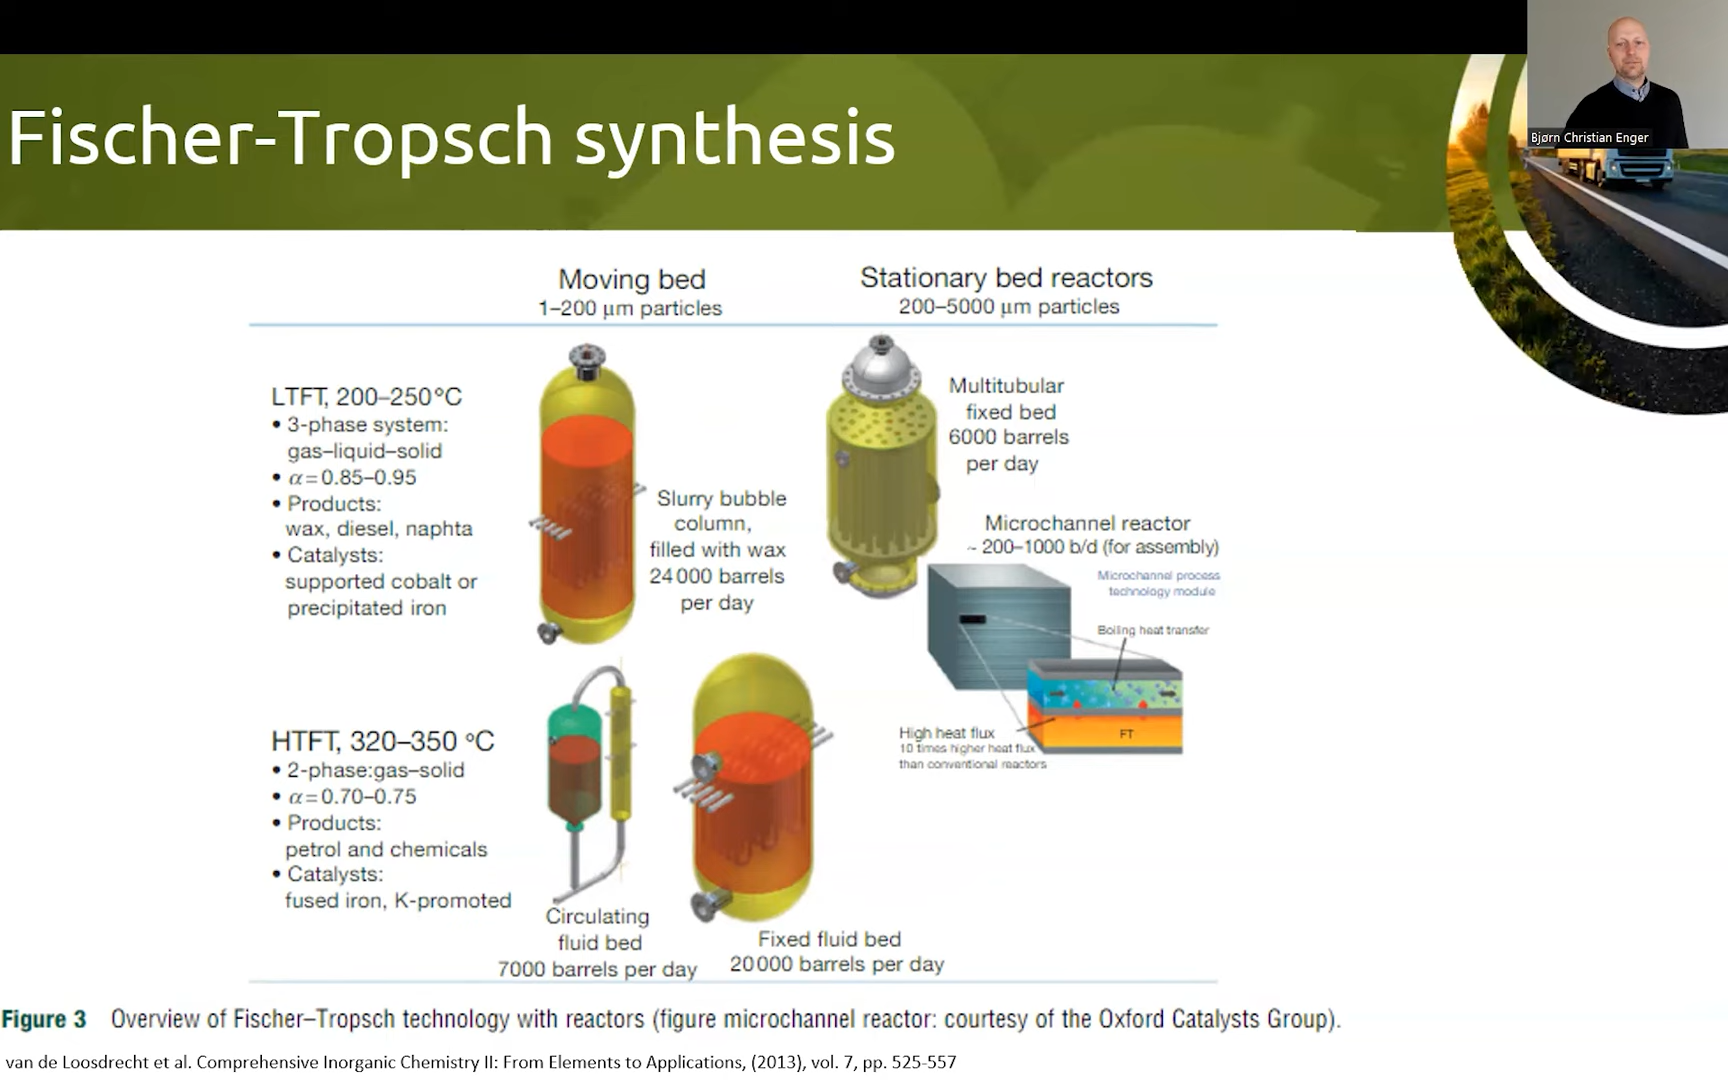 Fischer-Tropsch synthesis
Bjørn Christian Enger
Moving bed
1–200 µm particles
Stationary bed reactors
200–5000 µm particles
LTFT, 200–250°C
• 3-phase system:
gas–liquid–solid
• α=0.85–0.95
• Products:
wax, diesel, naphta
• Catalysts:
supported cobalt or
precipitated iron
Slurry bubble
column,
filled with wax
24000 barrels
per day
Multitubular
fixed bed
6000 barrels
per day
Microchannel reactor
~ 200–1000 b/d (for assembly)
Microchannel process
technology module
Boiling heat transfer
High heat flux
10 times higher heat flux
than conventional reactors
FT
HTFT, 320–350 °C
• 2-phase:gas–solid
• α=0.70–0.75
• Products:
petrol and chemicals
• Catalysts:
fused iron, K-promoted
Circulating
fluid bed
7000 barrels per day
Fixed fluid bed
20000 barrels per day
Figure 3 Overview of Fischer–Tropsch technology with reactors (figure microchannel reactor: courtesy of the Oxford Catalysts Group).
van de Loosdrecht et al. Comprehensive Inorganic Chemistry II: From Elements to Applications, (2013), vol. 7, pp. 525-557